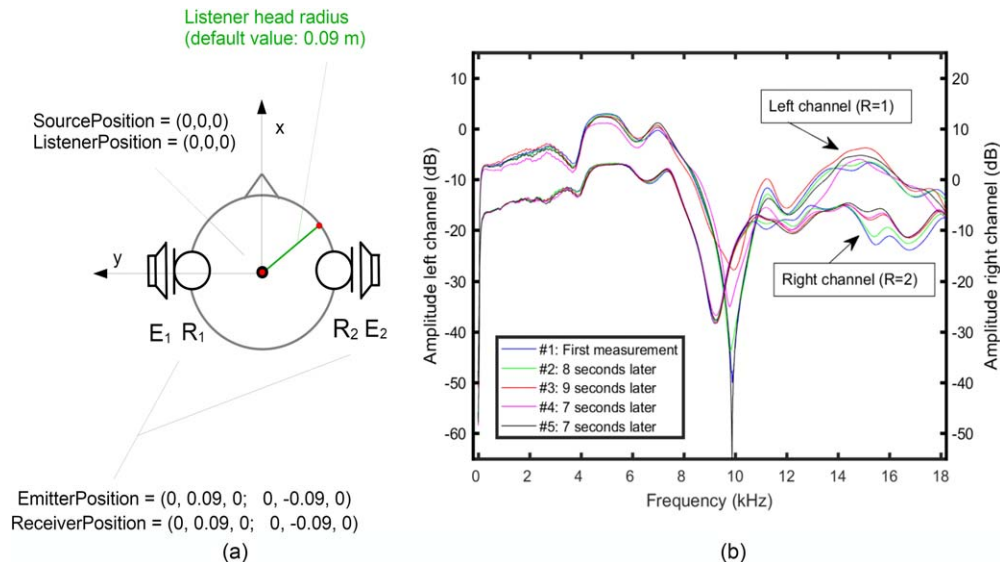 Listener head radius
(default value: 0.09 m)
SourcePosition = (0,0,0)
ListenerPosition = (0,0,0)
x
y
E1 R1
R2 E2
EmitterPosition = (0, 0.09, 0; 0, -0.09, 0)
ReceiverPosition = (0, 0.09, 0; 0, -0.09, 0)
(a)
Amplitude left channel (dB)
10
0
-10
-20
-30
-40
-50
-60
Left channel (R=1)
Right channel (R=2)
#1: First measurement
#2: 8 seconds later
#3: 9 seconds later
#4: 7 seconds later
#5: 7 seconds later
20
10
0
-10
-20
-30
-40
-50
Amplitude right channel (dB)
0 2 4 6 8 10 12 14 16 18
Frequency (kHz)
(b)